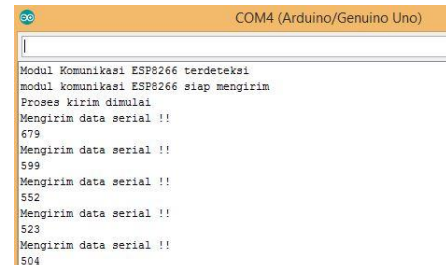 COM4 (Arduino/Genuino Uno)
Modul Komunikasi ESP8266 terdeteksi
modul komunikasi ESP8266 siap mengirim
Proses kirim dimulai
Mengirim data serial !!
679
Mengirim data serial !!
599
Mengirim data serial !!
552
Mengirim data serial !!
523
Mengirim data serial !!
504